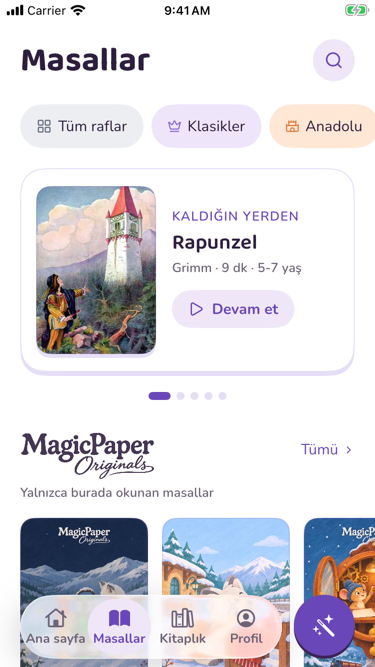 Carrier 9:41 AM
Masallar
Tüm raflar Klasikler Anadolu
KALDIĞIN YERDEN
Rapunzel
Grimm · 9 dk · 5-7 yaş
Devam et
MagicPaper
Originals
Tümü
Yalnızca burada okunan masallar
MagicPaper
Originals
Ana sayfa Masallar Kitaplık Profil